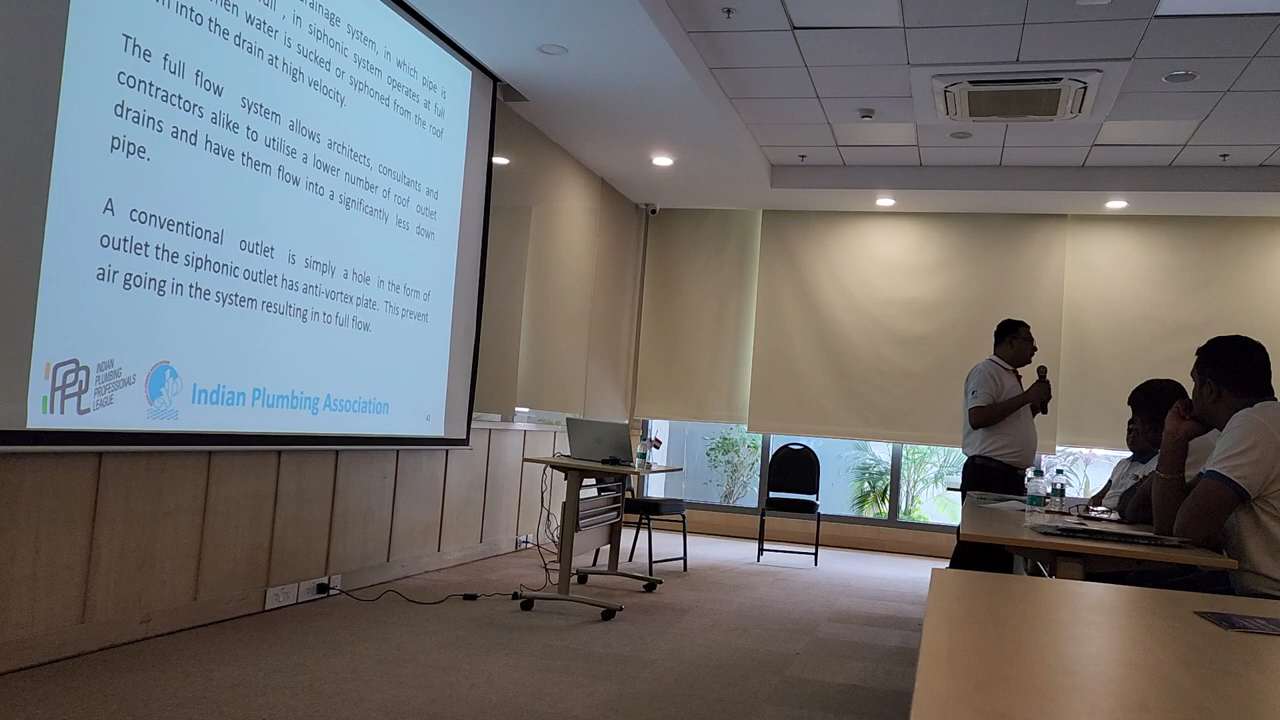 drainage system, in which pipe is
full , in siphonic system operates at full
when water is sucked or syphoned from the roof
into the drain at high velocity.
The full flow system allows architects, consultants and
contractors alike to utilise a lower number of roof outlet
drains and have them flow into a significantly less down
pipe.
A conventional outlet is simply a hole in the form of
outlet the siphonic outlet has anti-vortex plate. This prevent
air going in the system resulting in to full flow.
INDIAN
PLUMBING
PROFESSIONALS
LEAGUE
Indian Plumbing Association